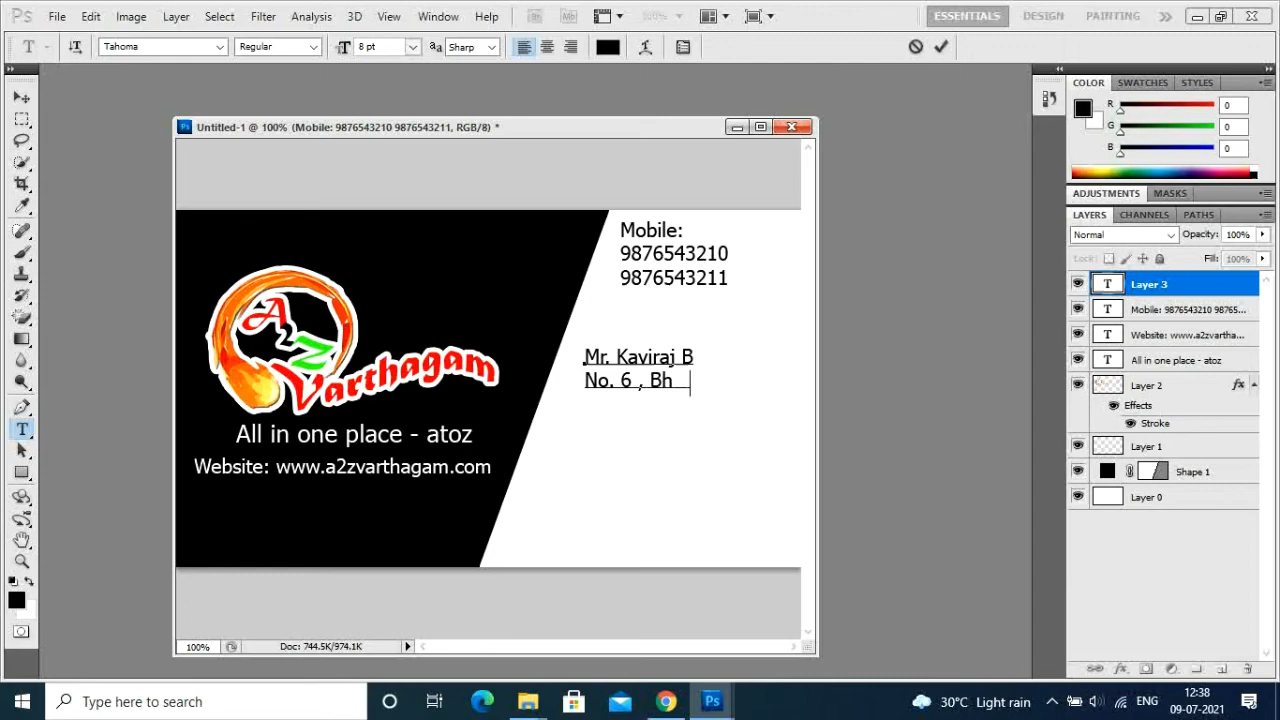 Ps File Edit Image Layer Select Filter Analysis 3D View Window Help Br Mb 100% ESSENTIALS DESIGN PAINTING
T Tahoma Regular 8 pt Sharp
COLOR SWATCHES STYLES
R 0
G 0
B 0
ADJUSTMENTS MASKS
LAYERS CHANNELS PATHS
Normal Opacity: 100%
Lock: Fill: 100%
T Layer 3
T Mobile: 9876543210 98765...
T Website: www.a2zvartha...
T All in one place - atoz
Layer 2 fx
Effects
Stroke
Layer 1
Shape 1
Layer 0
Untitled-1 @ 100% (Mobile: 9876543210 9876543211, RGB/8) *
Mobile:
9876543210
9876543211
Mr. Kaviraj B
No. 6 , Bh
A 2 Z
Varthagam
All in one place - atoz
Website: www.a2zvarthagam.com
100% Doc: 744.5K/974.1K
Type here to search
30°C Light rain ENG
12:38
09-07-2021